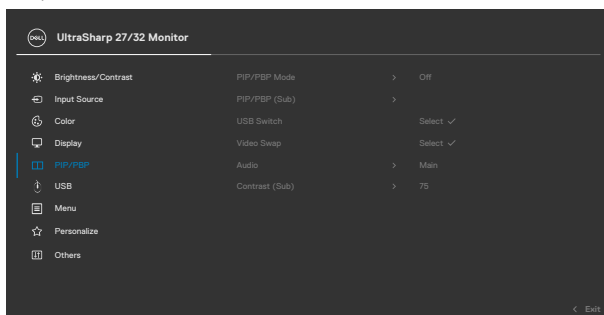 DELL UltraSharp 27/32 Monitor
Brightness/Contrast PIP/PBP Mode > Off
Input Source PIP/PBP (Sub) >
Color USB Switch Select ✓
Display Video Swap Select ✓
PIP/PBP Audio > Main
USB Contrast (Sub) > 75
Menu
Personalize
Others
< Exit